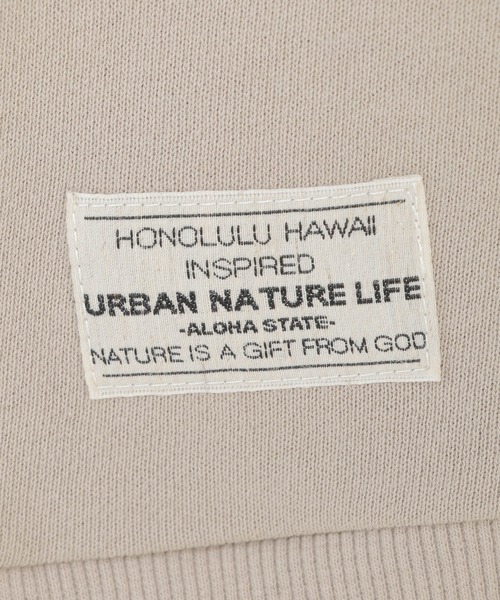 HONOLULU HAWAII
INSPIRED
URBAN NATURE LIFE
-ALOHA STATE-
NATURE IS A GIFT FROM GOD